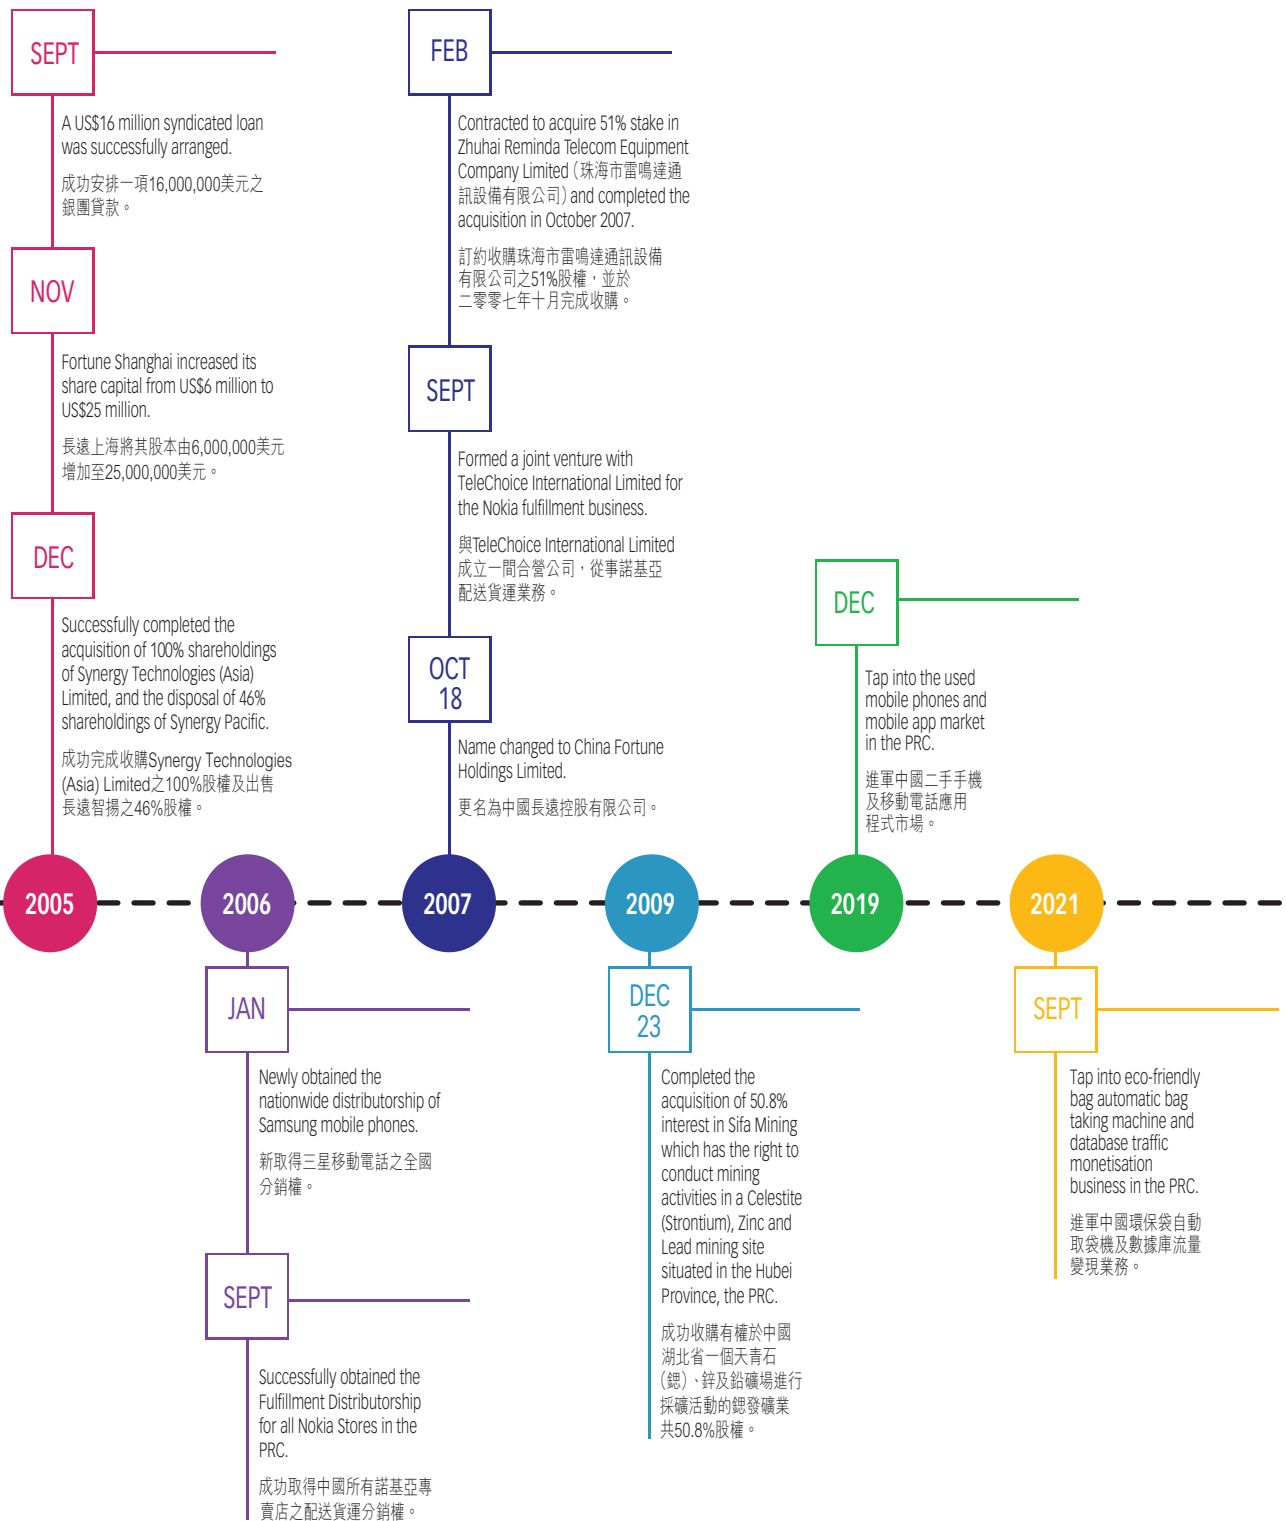 SEPT
A US$16 million syndicated loan
was successfully arranged.
成功安排一項16,000,000美元之
銀團貸款。
NOV
Fortune Shanghai increased its
share capital from US$6 million to
US$25 million.
長遠上海將其股本由6,000,000美元
增加至25,000,000美元。
DEC
Successfully completed the
acquisition of 100% shareholdings
of Synergy Technologies (Asia)
Limited, and the disposal of 46%
shareholdings of Synergy Pacific.
成功完成收購Synergy Technologies
(Asia) Limited之100%股權及出售
長遠智揚之46%股權。
2005
2006
JAN
Newly obtained the
nationwide distributorship of
Samsung mobile phones.
新取得三星移動電話之全國
分銷權。
SEPT
Successfully obtained the
Fulfillment Distributorship
for all Nokia Stores in the
PRC.
成功取得中國所有諾基亞專
賣店之配送貨運分銷權。
FEB
Contracted to acquire 51% stake in
Zhuhai Reminda Telecom Equipment
Company Limited（珠海市雷鳴達通
訊設備有限公司）and completed the
acquisition in October 2007.
訂約收購珠海市雷鳴達通訊設備
有限公司之51%股權，並於
二零零七年十月完成收購。
SEPT
Formed a joint venture with
TeleChoice International Limited for
the Nokia fulfillment business.
與TeleChoice International Limited
成立一間合營公司，從事諾基亞
配送貨運業務。
OCT
18
Name changed to China Fortune
Holdings Limited.
更名為中國長遠控股有限公司。
2007
2009
DEC
23
Completed the
acquisition of 50.8%
interest in Sifa Mining
which has the right to
conduct mining
activities in a Celestite
(Strontium), Zinc and
Lead mining site
situated in the Hubei
Province, the PRC.
成功收購有權於中國
湖北省一個天青石
（鍶）、鋅及鉛礦場進行
採礦活動的鍶發礦業
共50.8%股權。
DEC
Tap into the used
mobile phones and
mobile app market
in the PRC.
進軍中國二手手機
及移動電話應用
程式市場。
2019
2021
SEPT
Tap into eco-friendly
bag automatic bag
taking machine and
database traffic
monetisation
business in the PRC.
進軍中國環保袋自動
取袋機及數據庫流量
變現業務。